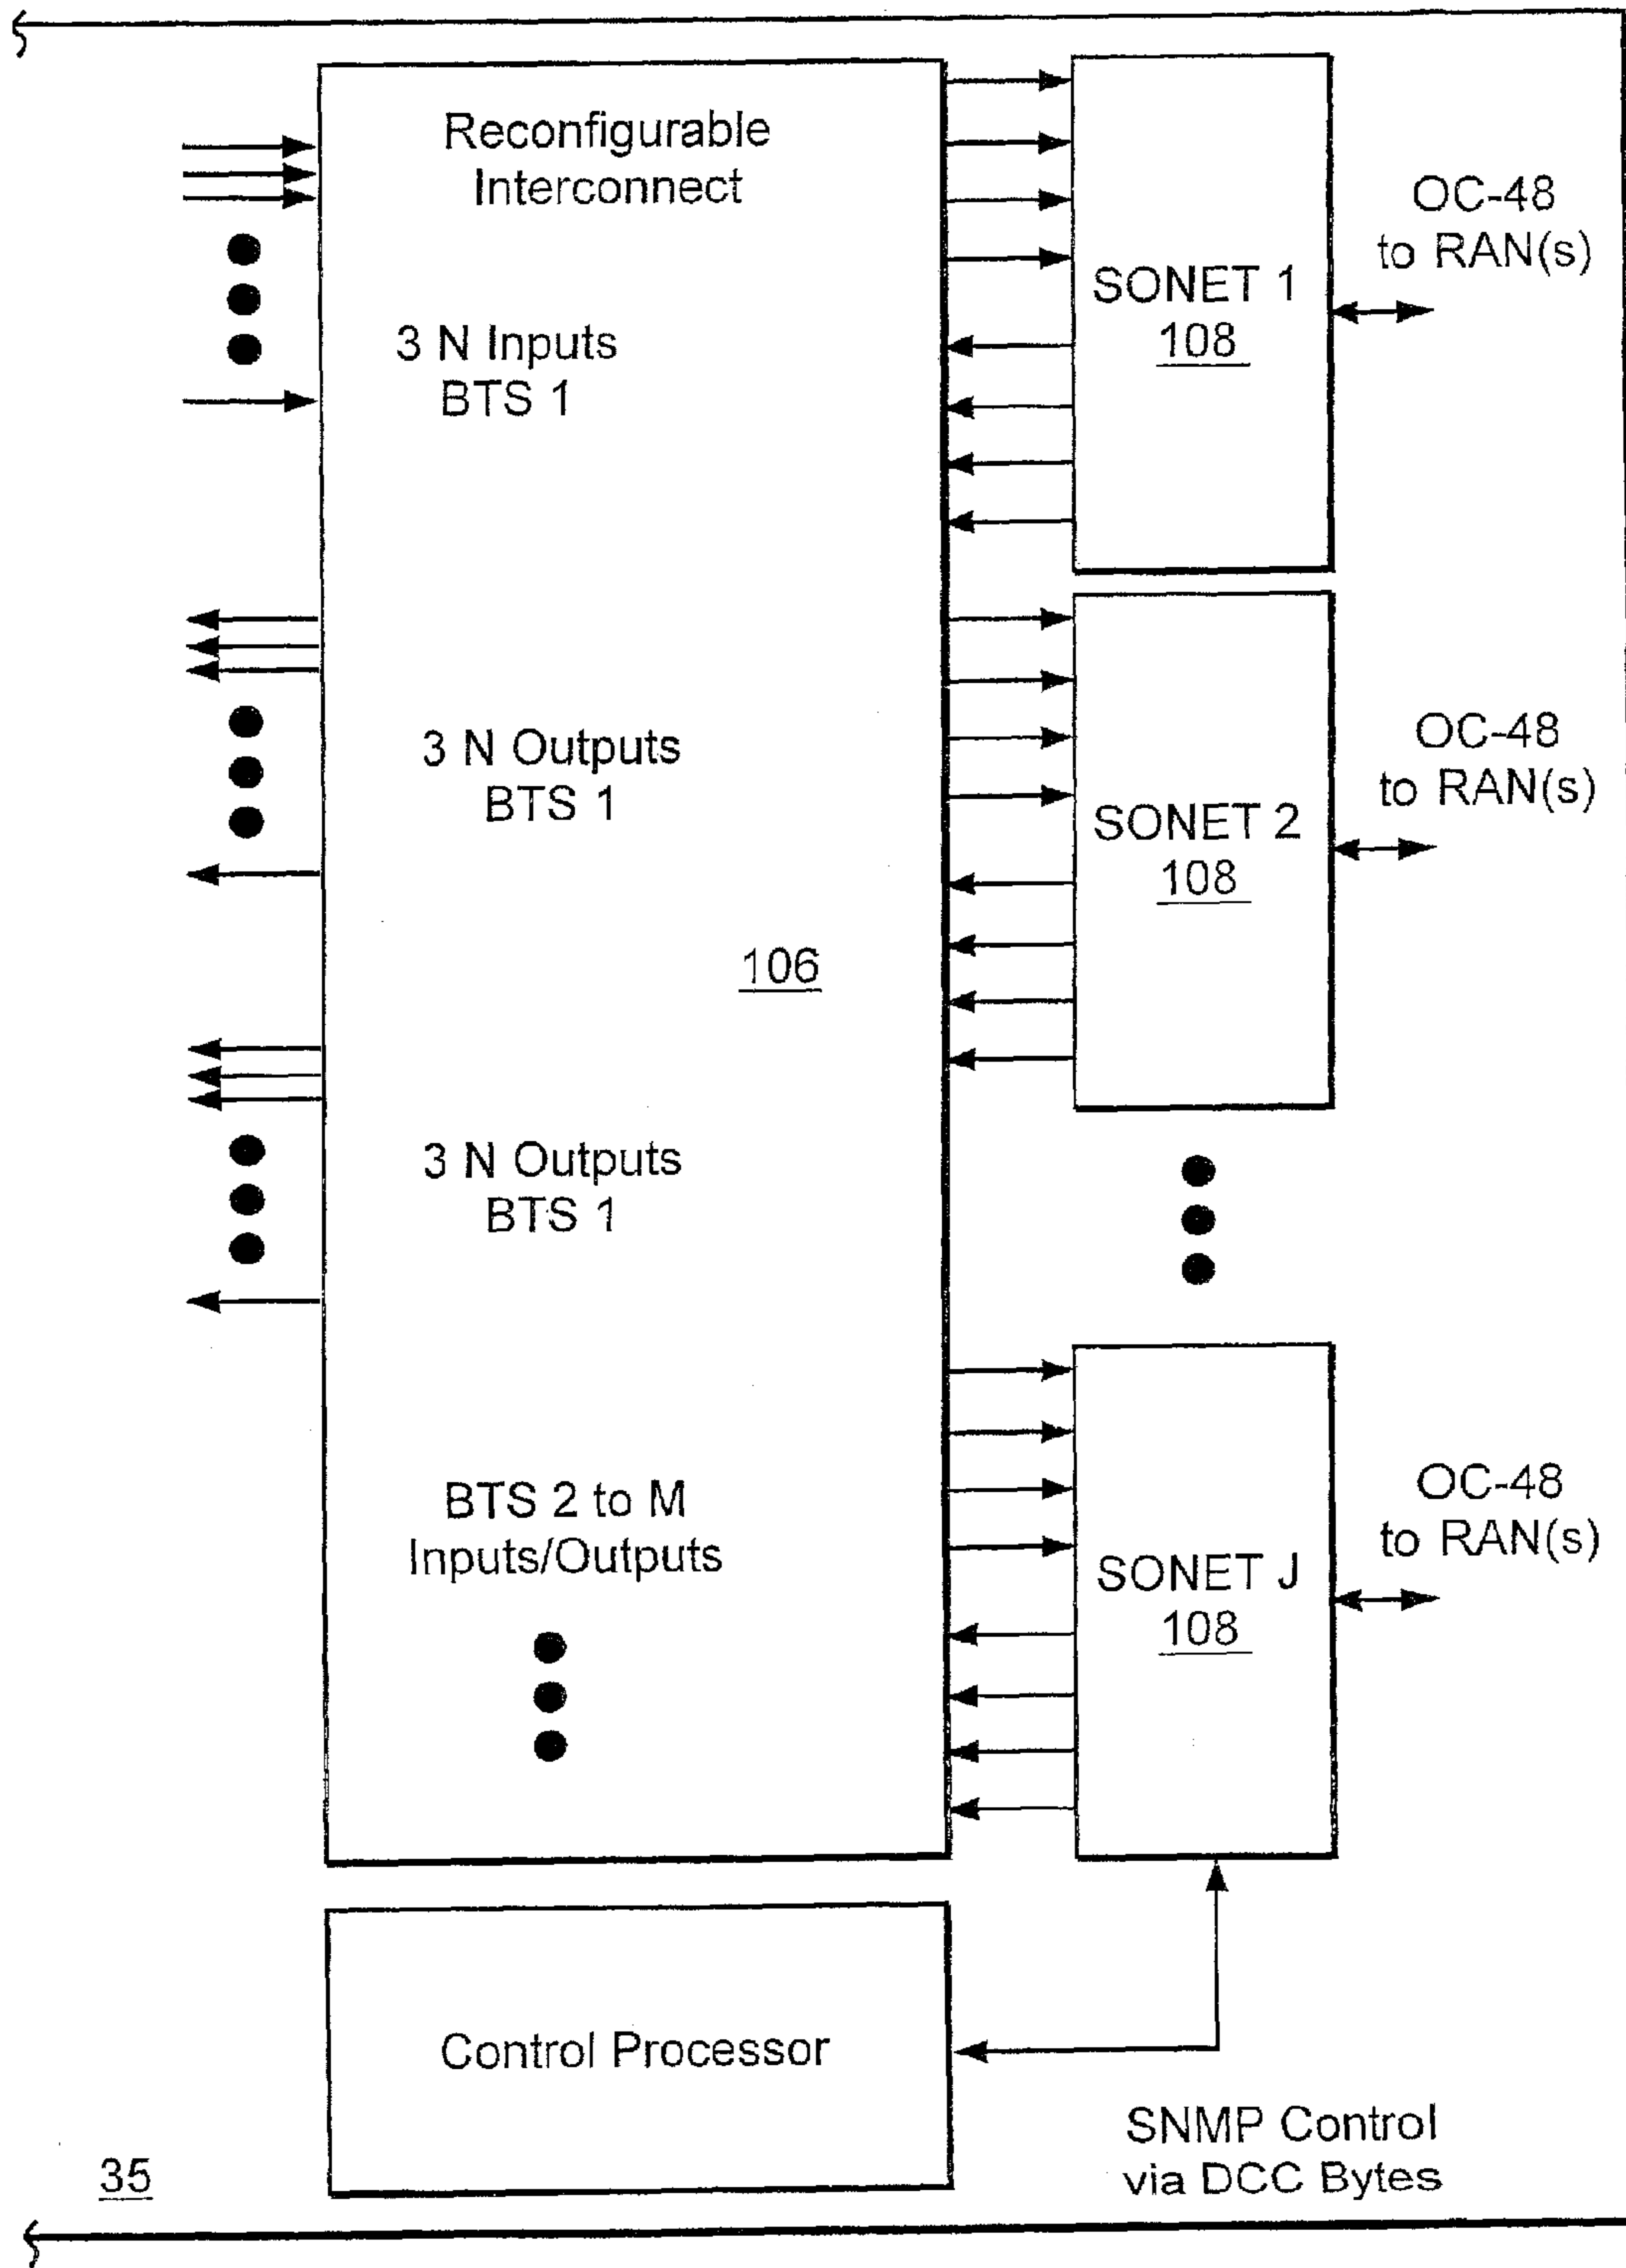 Reconfigurable
Interconnect
3 N Inputs
BTS 1
3 N Outputs
BTS 1
106
3 N Outputs
BTS 1
BTS 2 to M
Inputs/Outputs
SONET 1
108
OC-48
to RAN(s)
SONET 2
108
OC-48
to RAN(s)
SONET J
108
OC-48
to RAN(s)
Control Processor
SNMP Control
via DCC Bytes
35